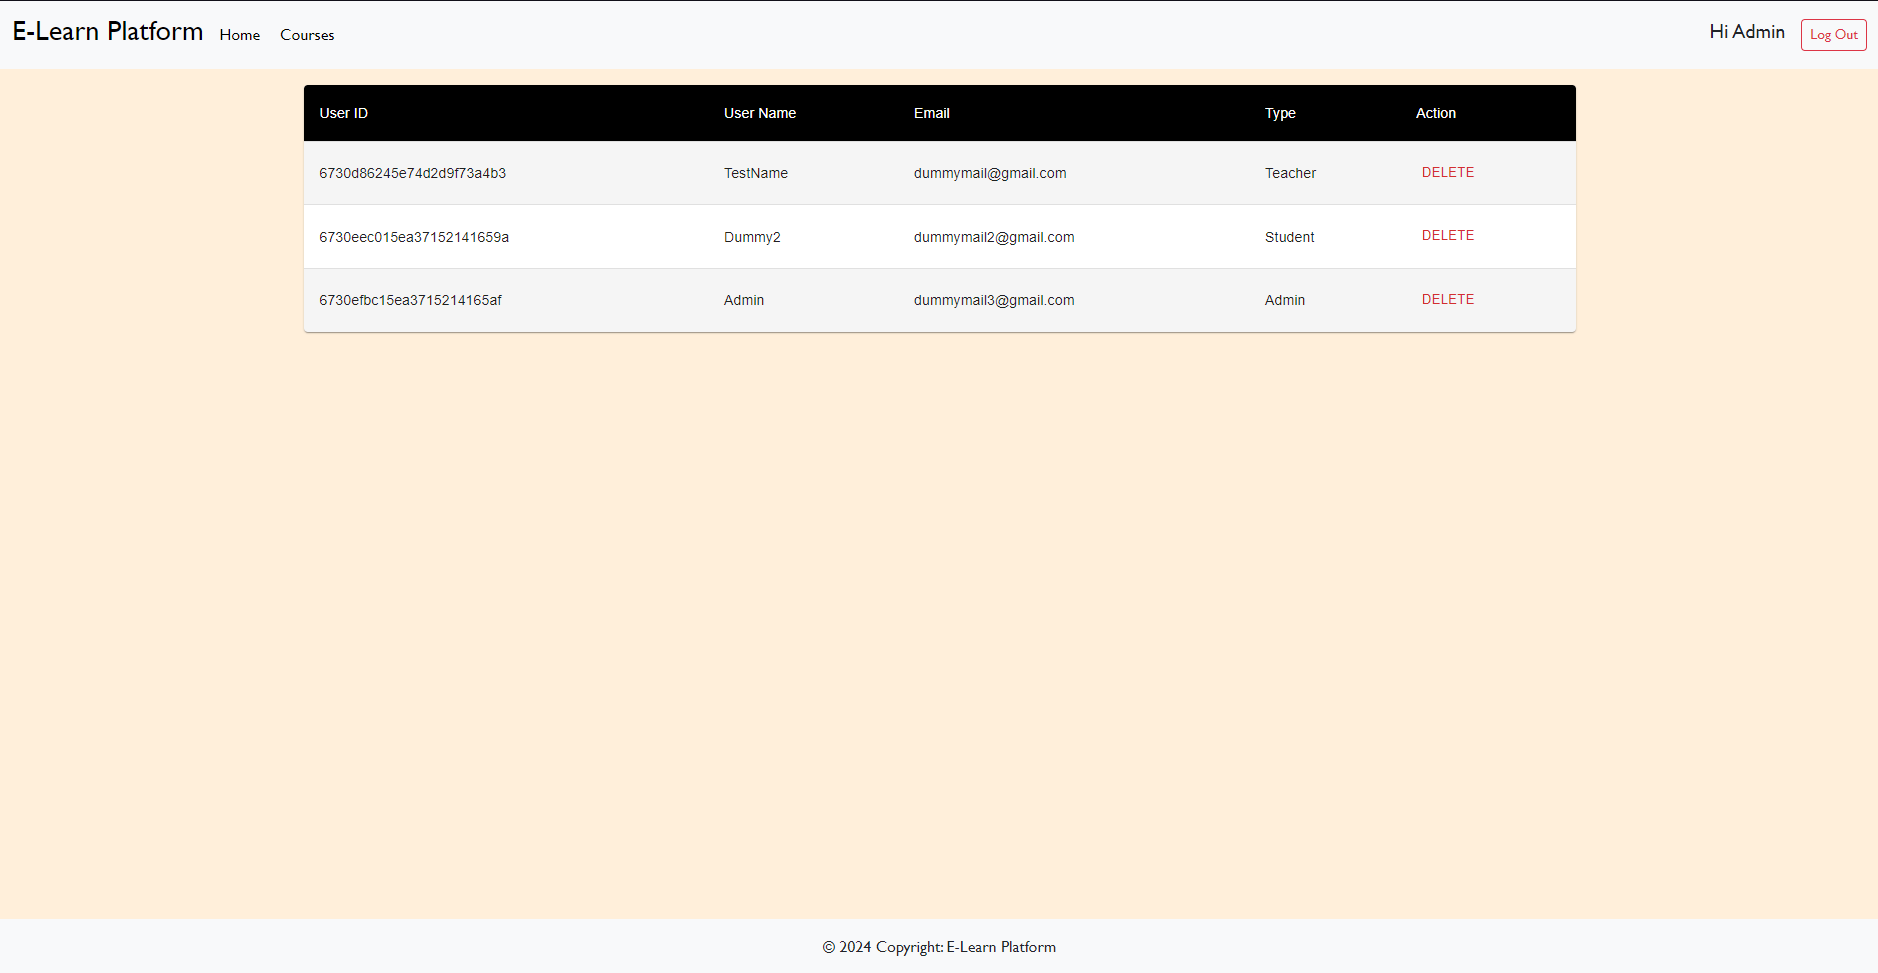 E-Learn Platform Home Courses Hi Admin Log Out
User ID User Name Email Type Action
6730d86245e74d2d9f73a4b3 TestName dummymail@gmail.com Teacher DELETE
6730eec015ea37152141659a Dummy2 dummymail2@gmail.com Student DELETE
6730efbc15ea3715214165af Admin dummymail3@gmail.com Admin DELETE
© 2024 Copyright: E-Learn Platform